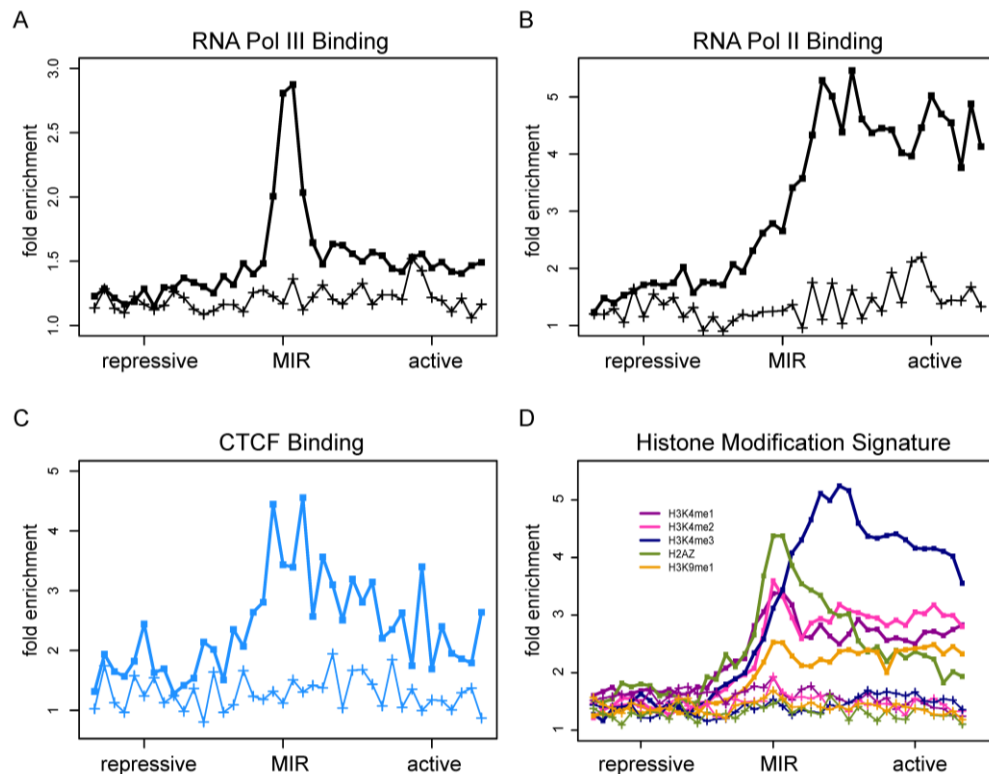 A
RNA Pol III Binding
fold enrichment
3.0
2.5
2.0
1.5
1.0
repressive MIR active
B
RNA Pol II Binding
fold enrichment
5
4
3
2
1
repressive MIR active
C
CTCF Binding
fold enrichment
5
4
3
2
1
repressive MIR active
D
Histone Modification Signature
fold enrichment
5
4
3
2
1
H3K4me1
H3K4me2
H3K4me3
H2AZ
H3K9me1
repressive MIR active